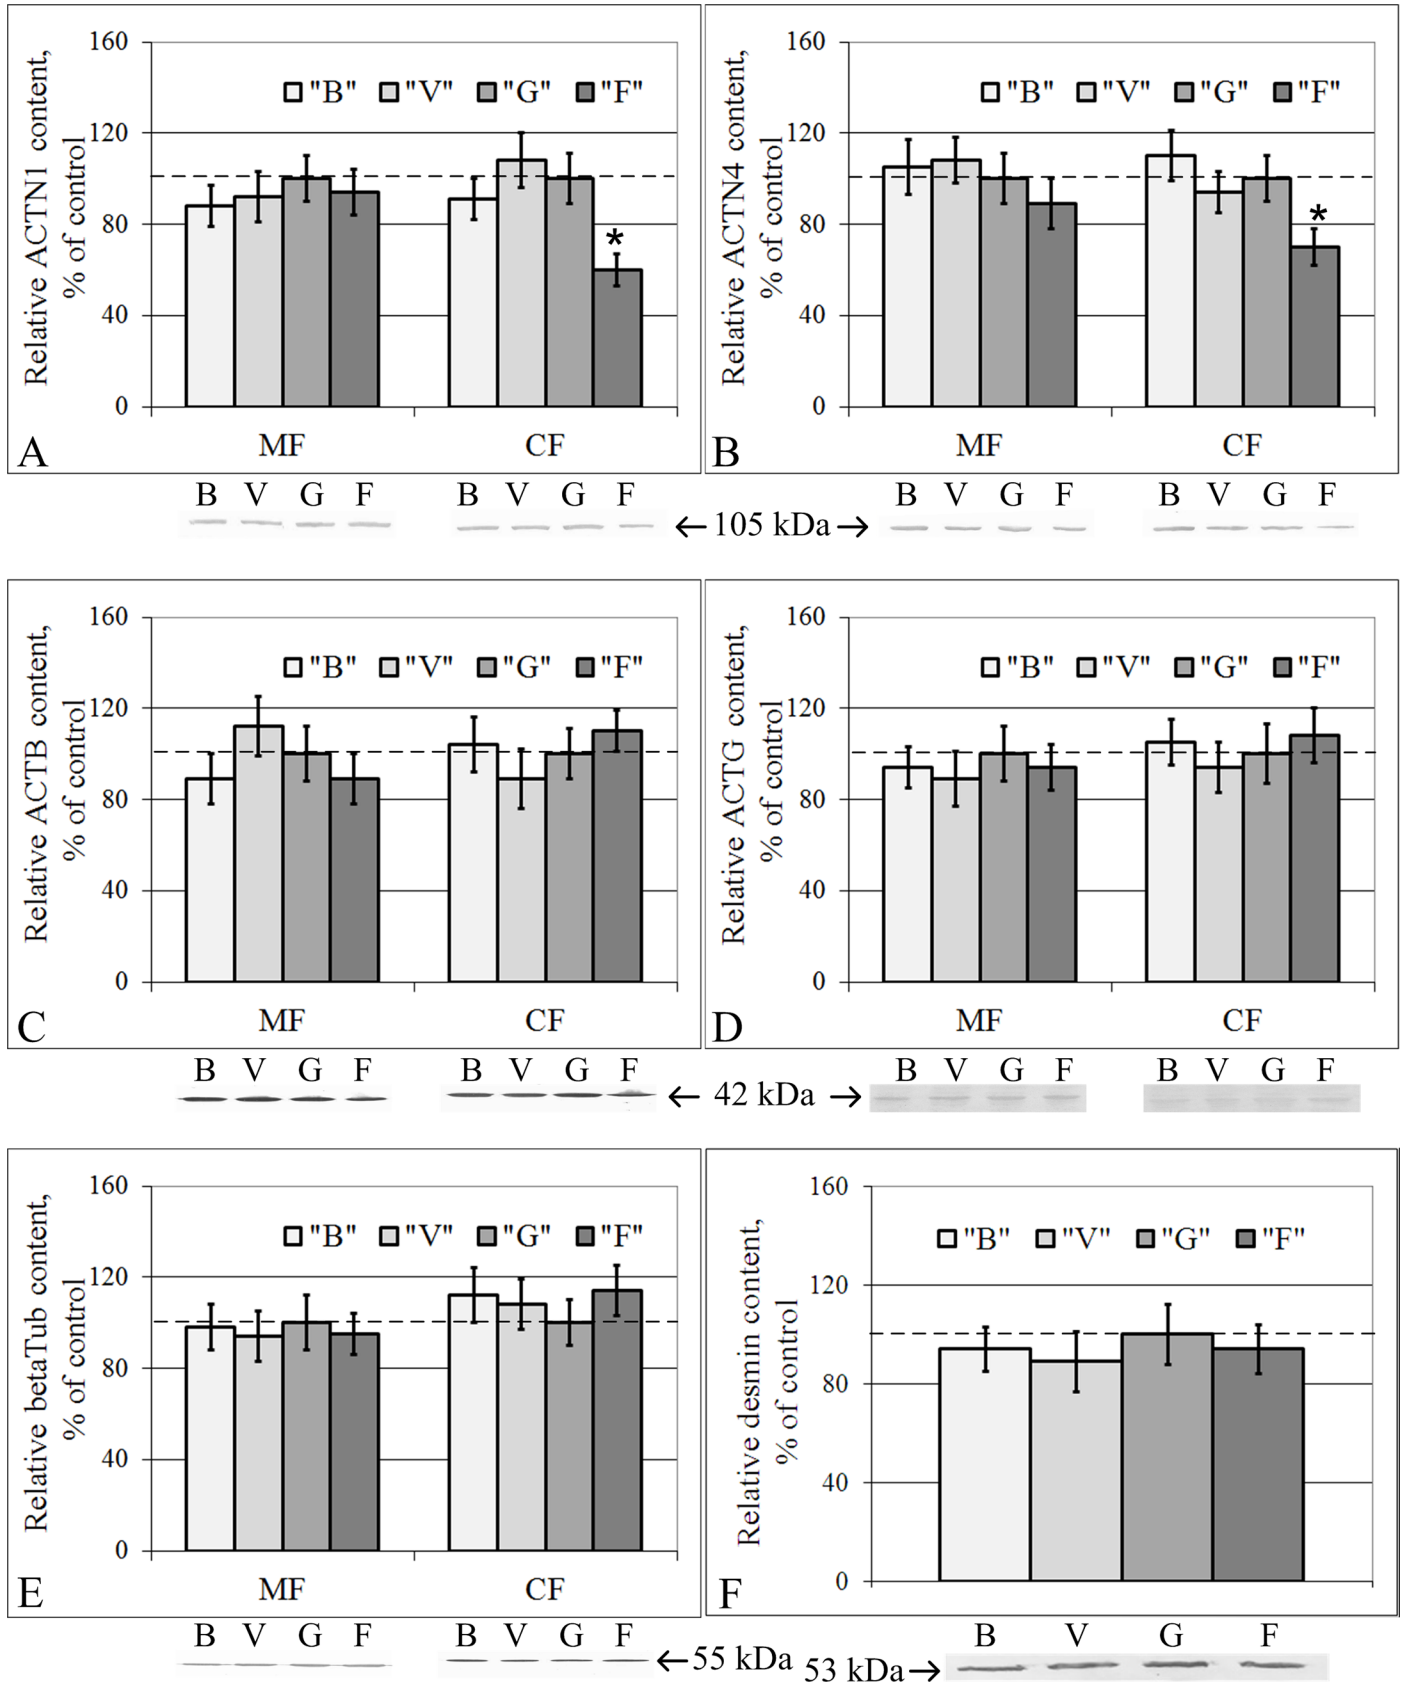 Relative ACTN1 content,
% of control
160
120
80
40
0
"B" "V" "G" "F"
*
MF CF
A
Relative ACTN4 content,
% of control
160
120
80
40
0
"B" "V" "G" "F"
*
MF CF
B
B V G F B V G F
← 105 kDa →
B V G F B V G F
Relative ACTB content,
% of control
160
120
80
40
0
"B" "V" "G" "F"
MF CF
C
Relative ACTG content,
% of control
160
120
80
40
0
"B" "V" "G" "F"
MF CF
D
B V G F B V G F
← 42 kDa →
B V G F B V G F
Relative betaTub content,
% of control
160
120
80
40
0
"B" "V" "G" "F"
MF CF
E
Relative desmin content,
% of control
160
120
80
40
0
"B" "V" "G" "F"
F
B V G F B V G F
←55 kDa
53 kDa→
B V G F